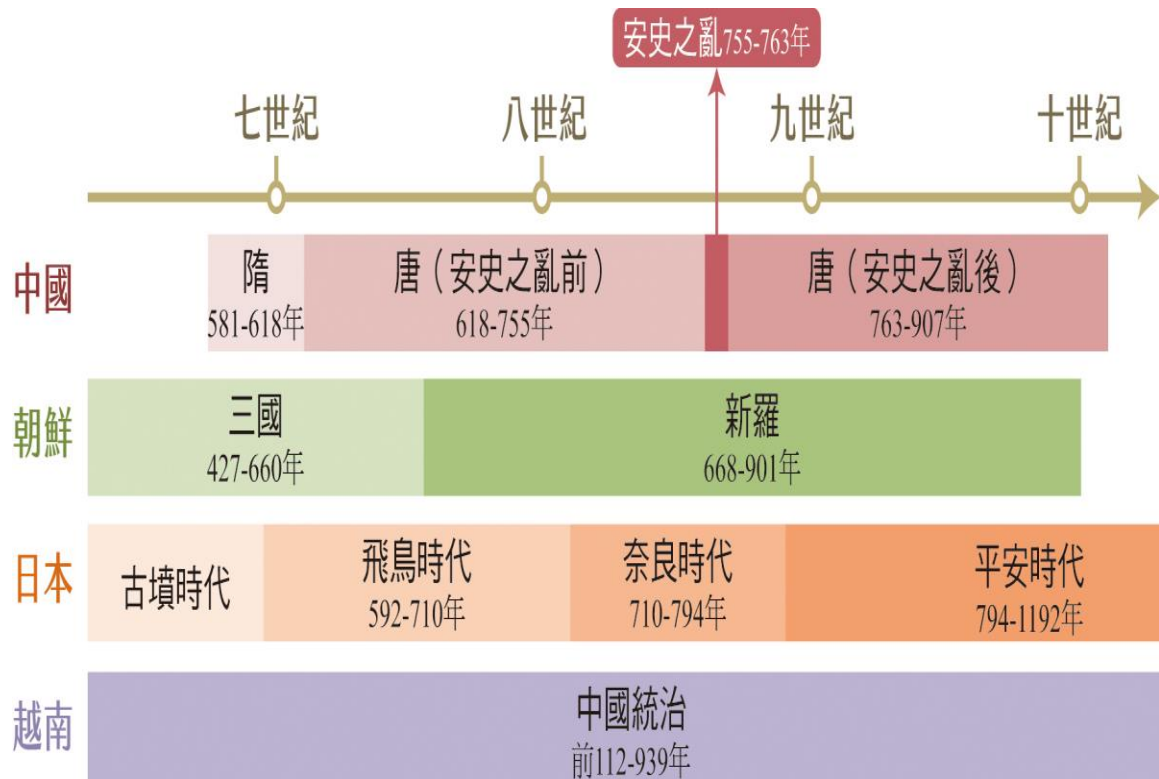 安史之亂755-763年
七世紀
八世紀
九世紀
十世紀
中國
隋
581-618年
唐（安史之亂前）
618-755年
唐（安史之亂後）
763-907年
朝鮮
三國
427-660年
新羅
668-901年
日本
古墳時代
飛鳥時代
592-710年
奈良時代
710-794年
平安時代
794-1192年
越南
中國統治
前112-939年